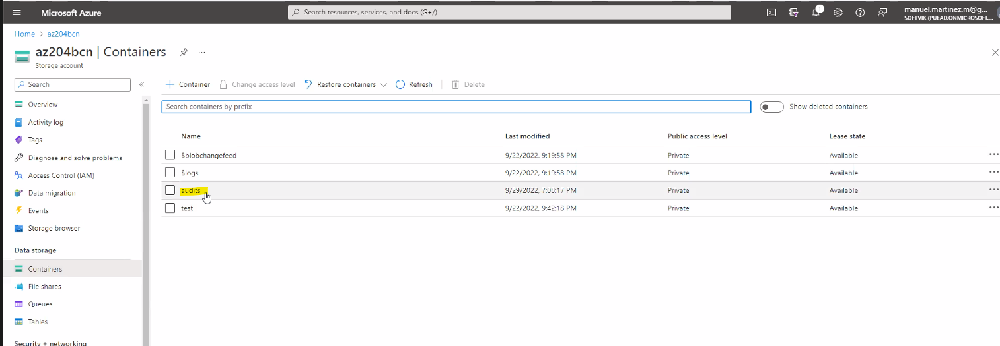 Microsoft Azure
Search resources, services, and docs (G+/)
1
manuel.martinez.m@g...
SOFTVIK (PUEAD.ONMICROSOFT....
Home > az204bcn
az204bcn | Containers
...
Storage account
Search
«
+ Container
Change access level
Restore containers
Refresh
Delete
Search containers by prefix
Show deleted containers
Overview
Activity log
Tags
Diagnose and solve problems
Access Control (IAM)
Data migration
Events
Storage browser
Data storage
Containers
File shares
Queues
Tables
Security + networking
Name Last modified Public access level Lease state
$blobchangefeed 9/22/2022, 9:19:58 PM Private Available ...
$logs 9/22/2022, 9:19:58 PM Private Available ...
audits 9/29/2022, 7:08:17 PM Private Available ...
test 9/22/2022, 9:42:18 PM Private Available ...